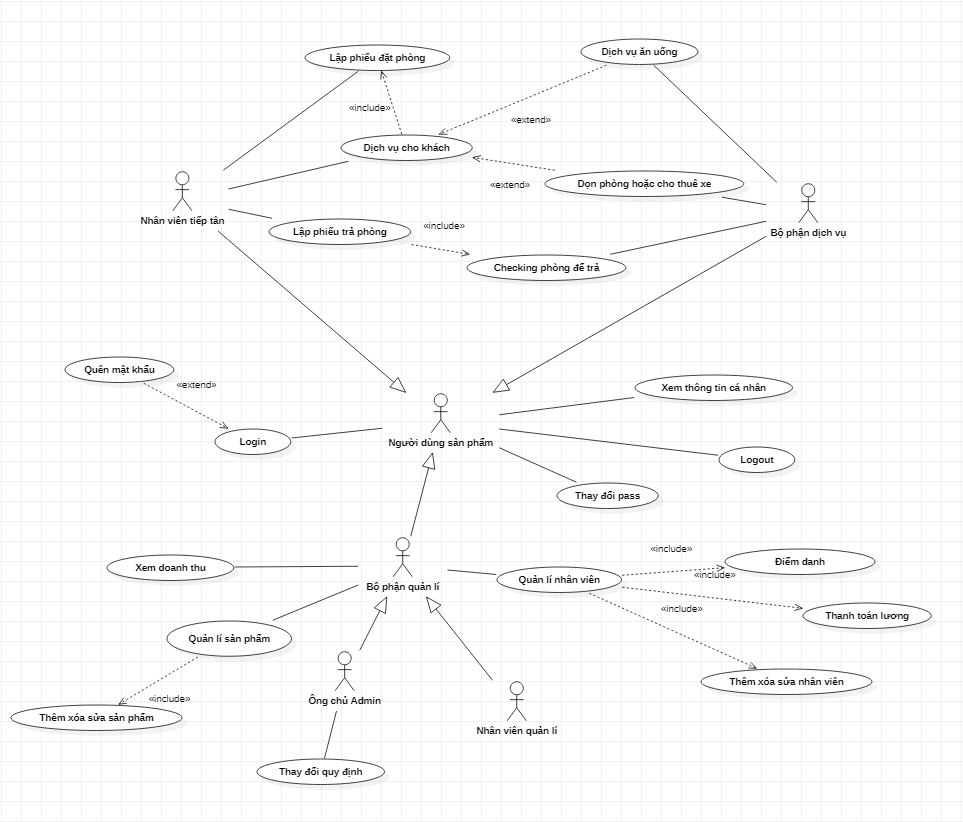 Dịch vụ ăn uống
Lập phiếu đặt phòng
«include»
«extend»
Dịch vụ cho khách
«extend»
Dọn phòng hoặc cho thuê xe
Nhân viên tiếp tân
Lập phiếu trả phòng
«include»
Bộ phận dịch vụ
Checking phòng để trả
Quên mật khẩu
«extend»
Xem thông tin cá nhân
Login
Người dùng sản phẩm
Logout
Thay đổi pass
«include»
Xem doanh thu
Bộ phận quản lí
Quản lí nhân viên
«include»
Điểm danh
«include»
Thanh toán lương
Quản lí sản phẩm
Thêm xóa sửa nhân viên
«include»
Ông chủ Admin
Thêm xóa sửa sản phẩm
Nhân viên quản lí
Thay đổi quy định